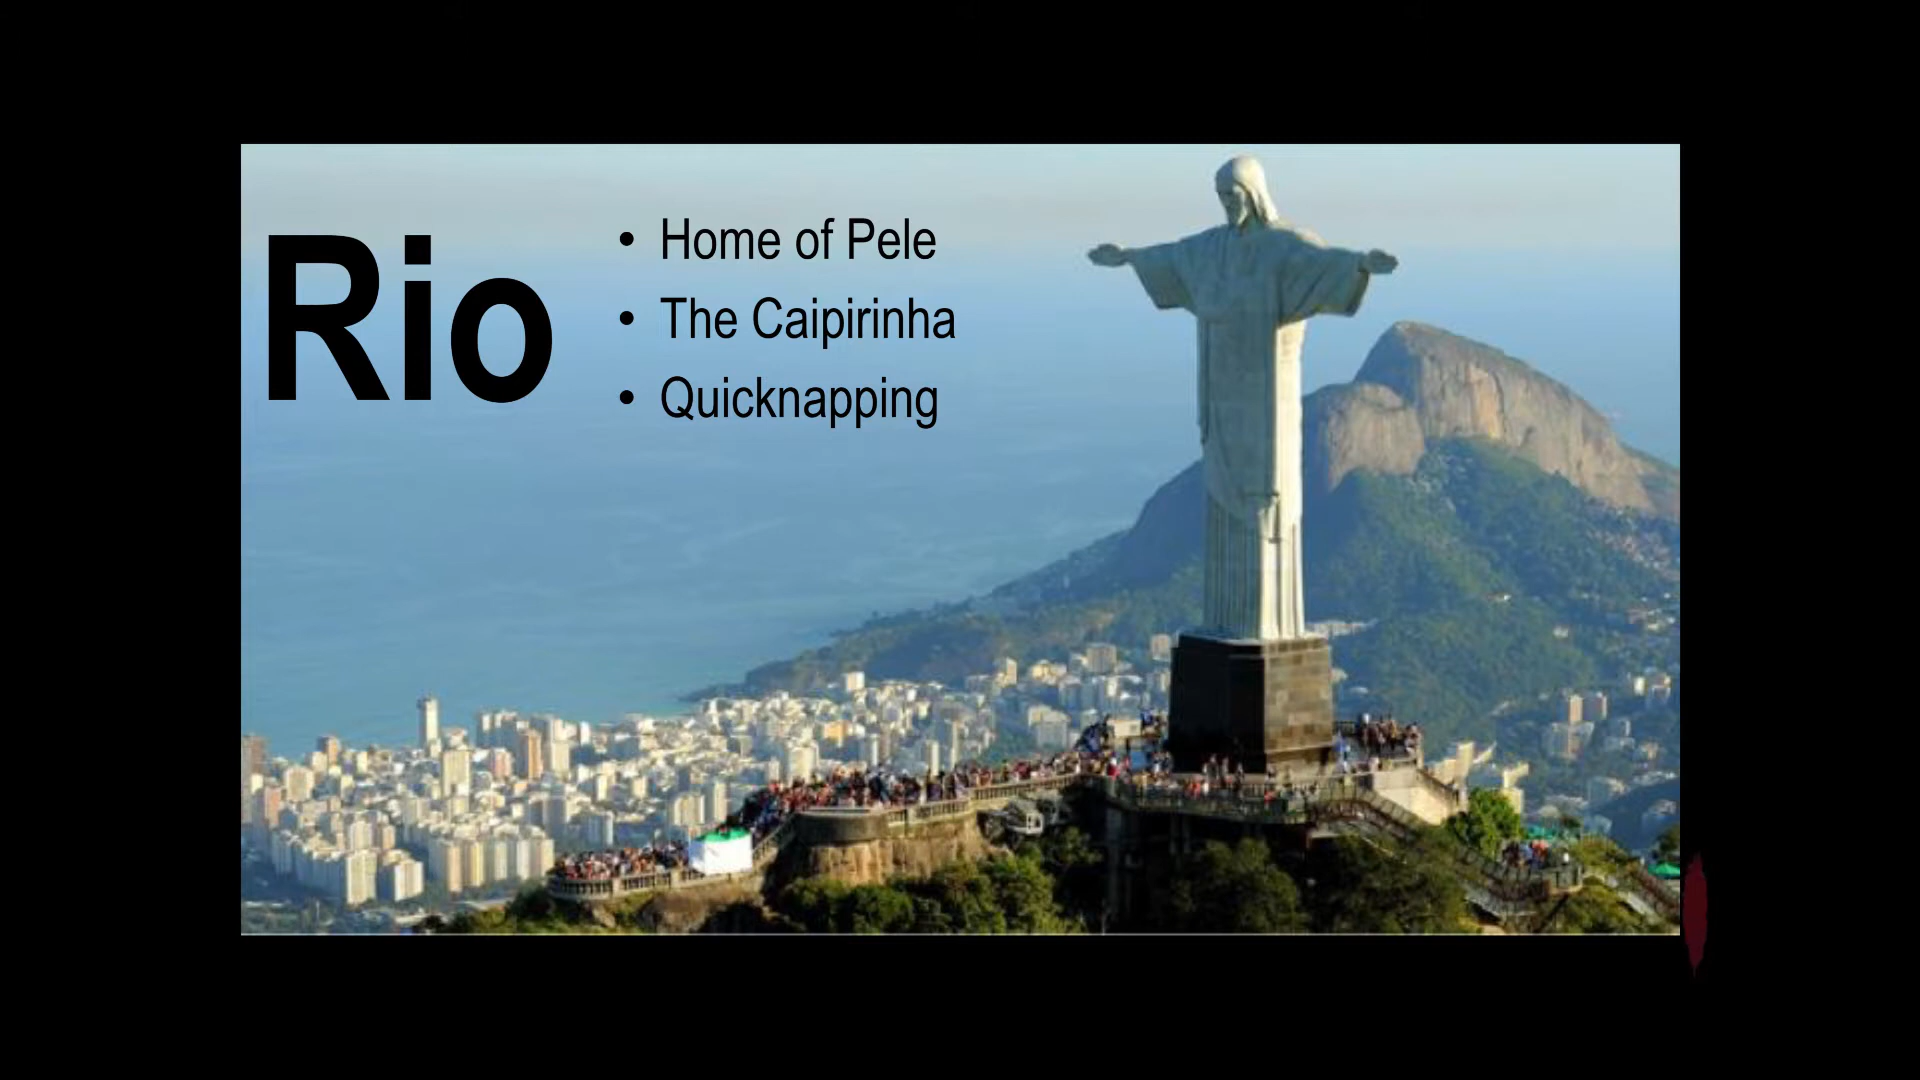 Rio
• Home of Pele
• The Caipirinha
• Quicknapping